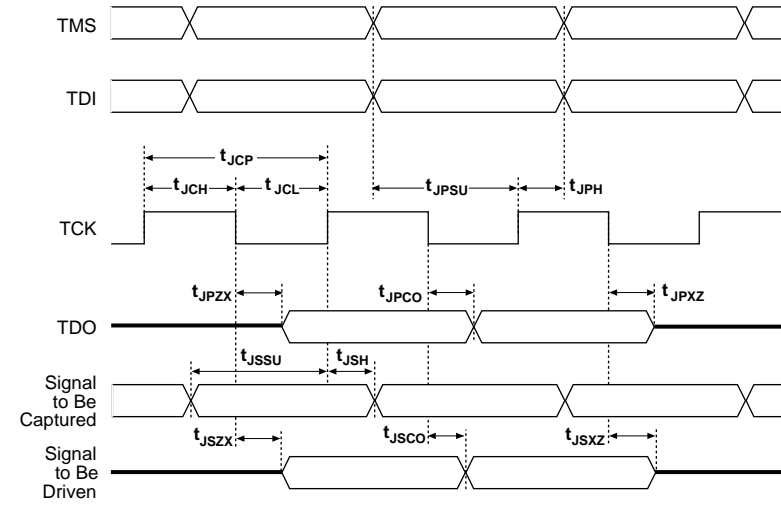 TMS
TDI
tJCP
tJCH
tJCL
tJPSU
tJPH
TCK
tJPZX
tJPCO
tJPXZ
TDO
tJSSU
tJSH
Signal
to Be
Captured
tJSZX
tJSCO
tJSXZ
Signal
to Be
Driven